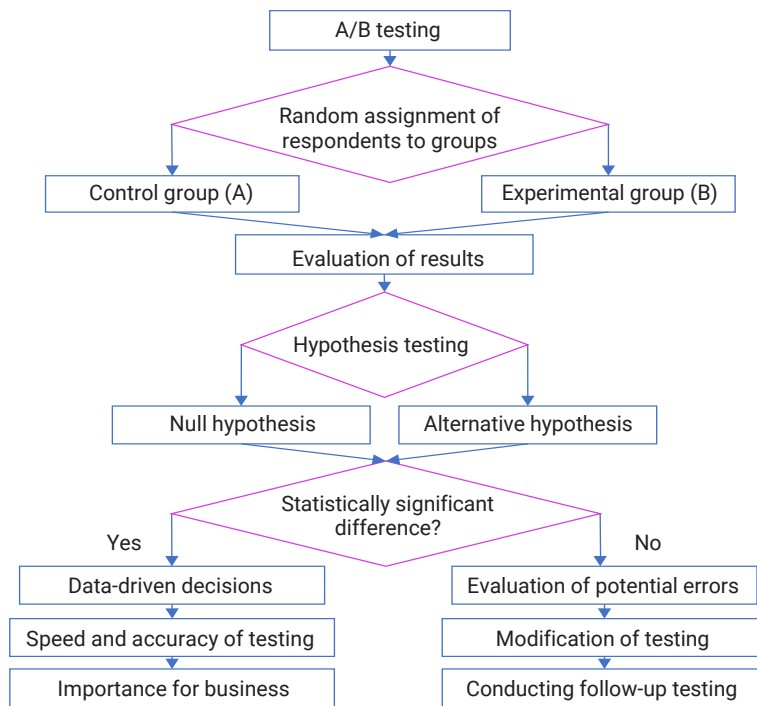 A/B testing
Random assignment of
respondents to groups
Control group (A)
Experimental group (B)
Evaluation of results
Hypothesis testing
Null hypothesis
Alternative hypothesis
Statistically significant
difference?
Yes
No
Data-driven decisions
Evaluation of potential errors
Speed and accuracy of testing
Modification of testing
Importance for business
Conducting follow-up testing